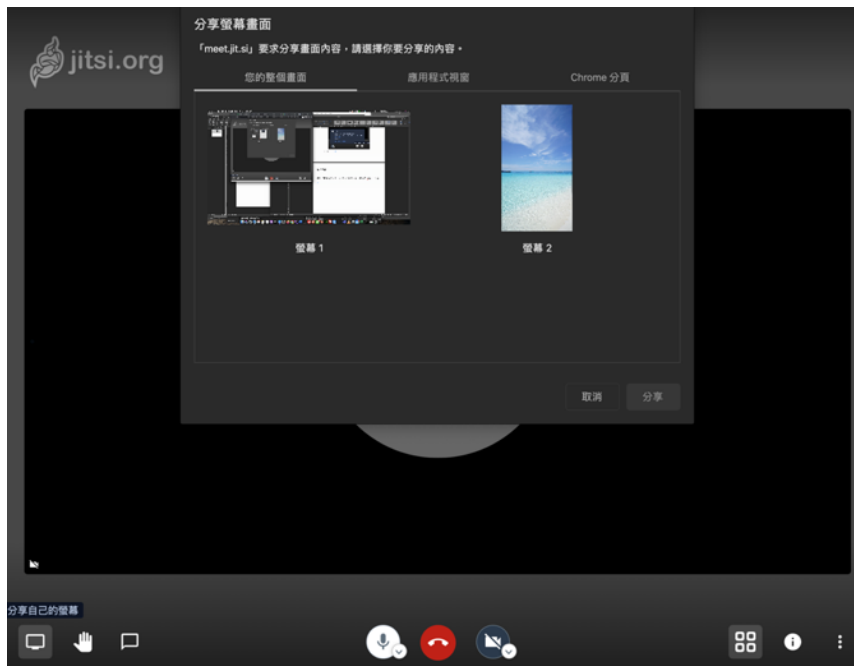 分享螢幕畫面
「meet.jit.si」要求分享畫面內容，請選擇你要分享的內容。
您的整個畫面 應用程式視窗 Chrome 分頁
jitsi.org
螢幕 1 螢幕 2
取消 分享
分享自己的螢幕